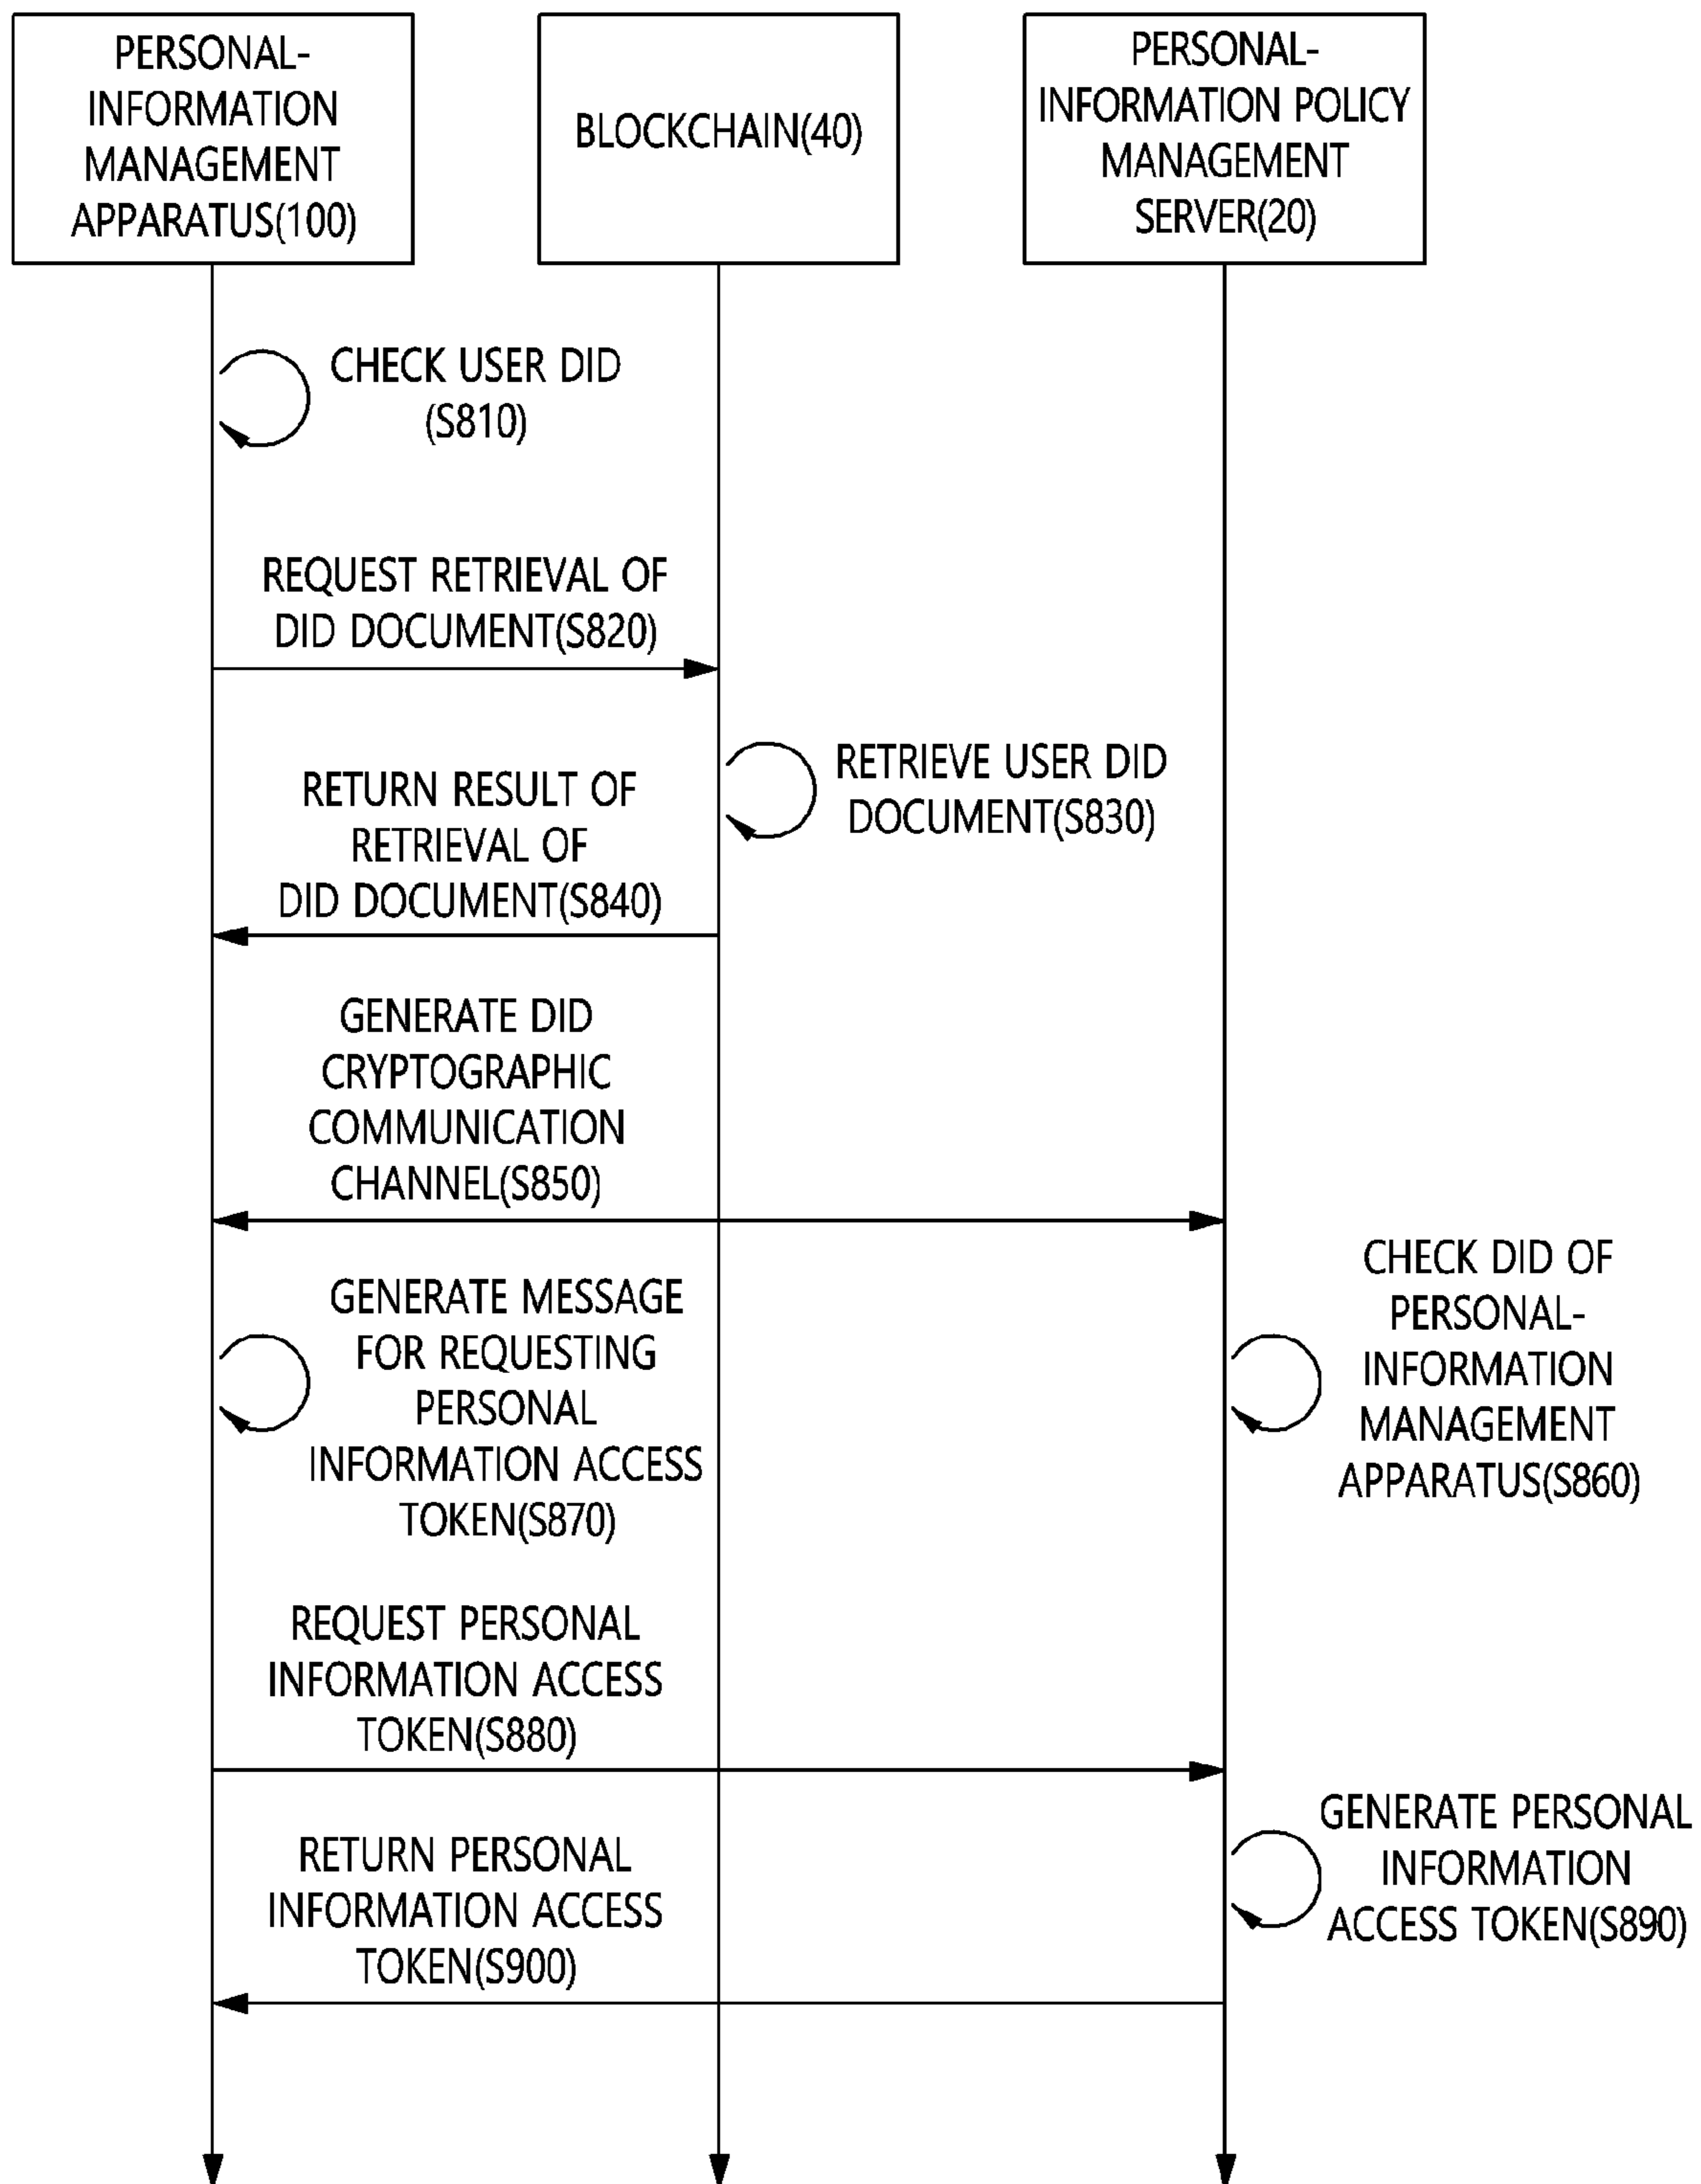 PERSONAL-
INFORMATION
MANAGEMENT
APPARATUS(100)
BLOCKCHAIN(40)
PERSONAL-
INFORMATION POLICY
MANAGEMENT
SERVER(20)
CHECK USER DID
(S810)
REQUEST RETRIEVAL OF
DID DOCUMENT(S820)
RETRIEVE USER DID
DOCUMENT(S830)
RETURN RESULT OF
RETRIEVAL OF
DID DOCUMENT(S840)
GENERATE DID
CRYPTOGRAPHIC
COMMUNICATION
CHANNEL(S850)
CHECK DID OF
PERSONAL-
INFORMATION
MANAGEMENT
APPARATUS(S860)
GENERATE MESSAGE
FOR REQUESTING
PERSONAL
INFORMATION ACCESS
TOKEN(S870)
REQUEST PERSONAL
INFORMATION ACCESS
TOKEN(S880)
GENERATE PERSONAL
INFORMATION
ACCESS TOKEN(S890)
RETURN PERSONAL
INFORMATION ACCESS
TOKEN(S900)